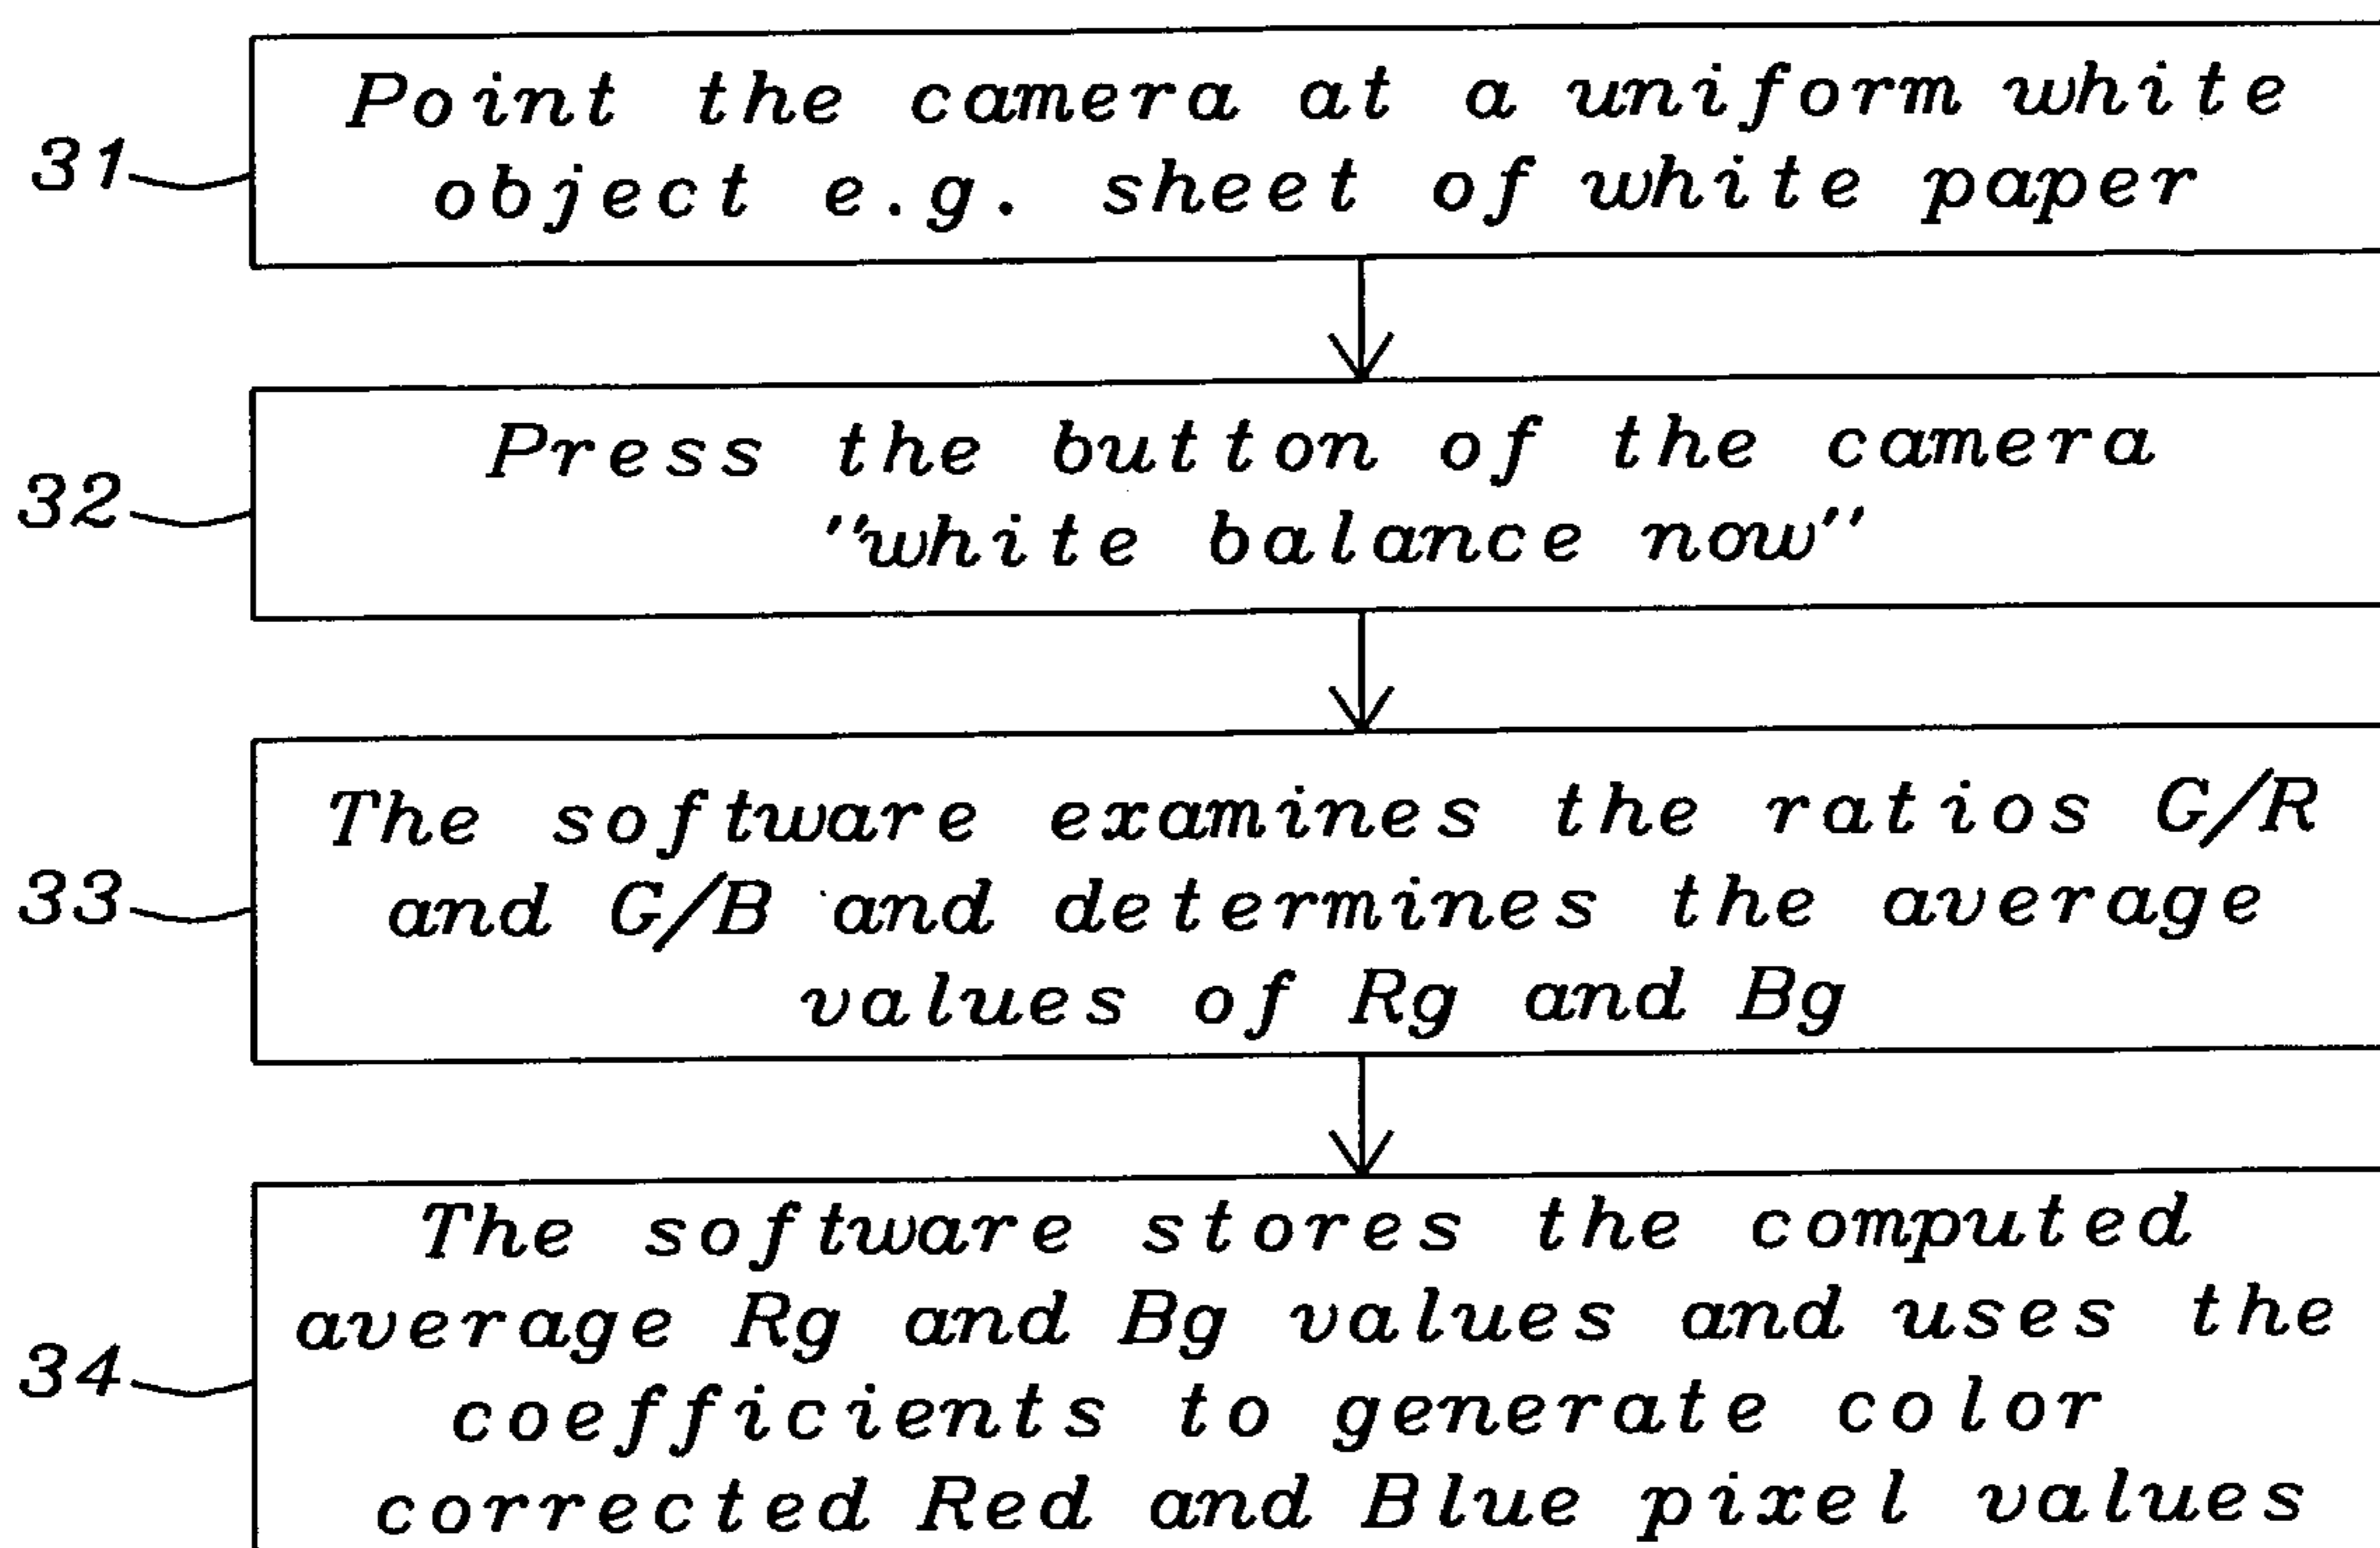 Point the camera at a uniform white
31
object e.g. sheet of white paper
Press the button of the camera
32
"white balance now"
The software examines the ratios G/R
33
and G/B and determines the average
values of Rg and Bg
The software stores the computed
average Rg and Bg values and uses the
34
coefficients to generate color
corrected Red and Blue pixel values